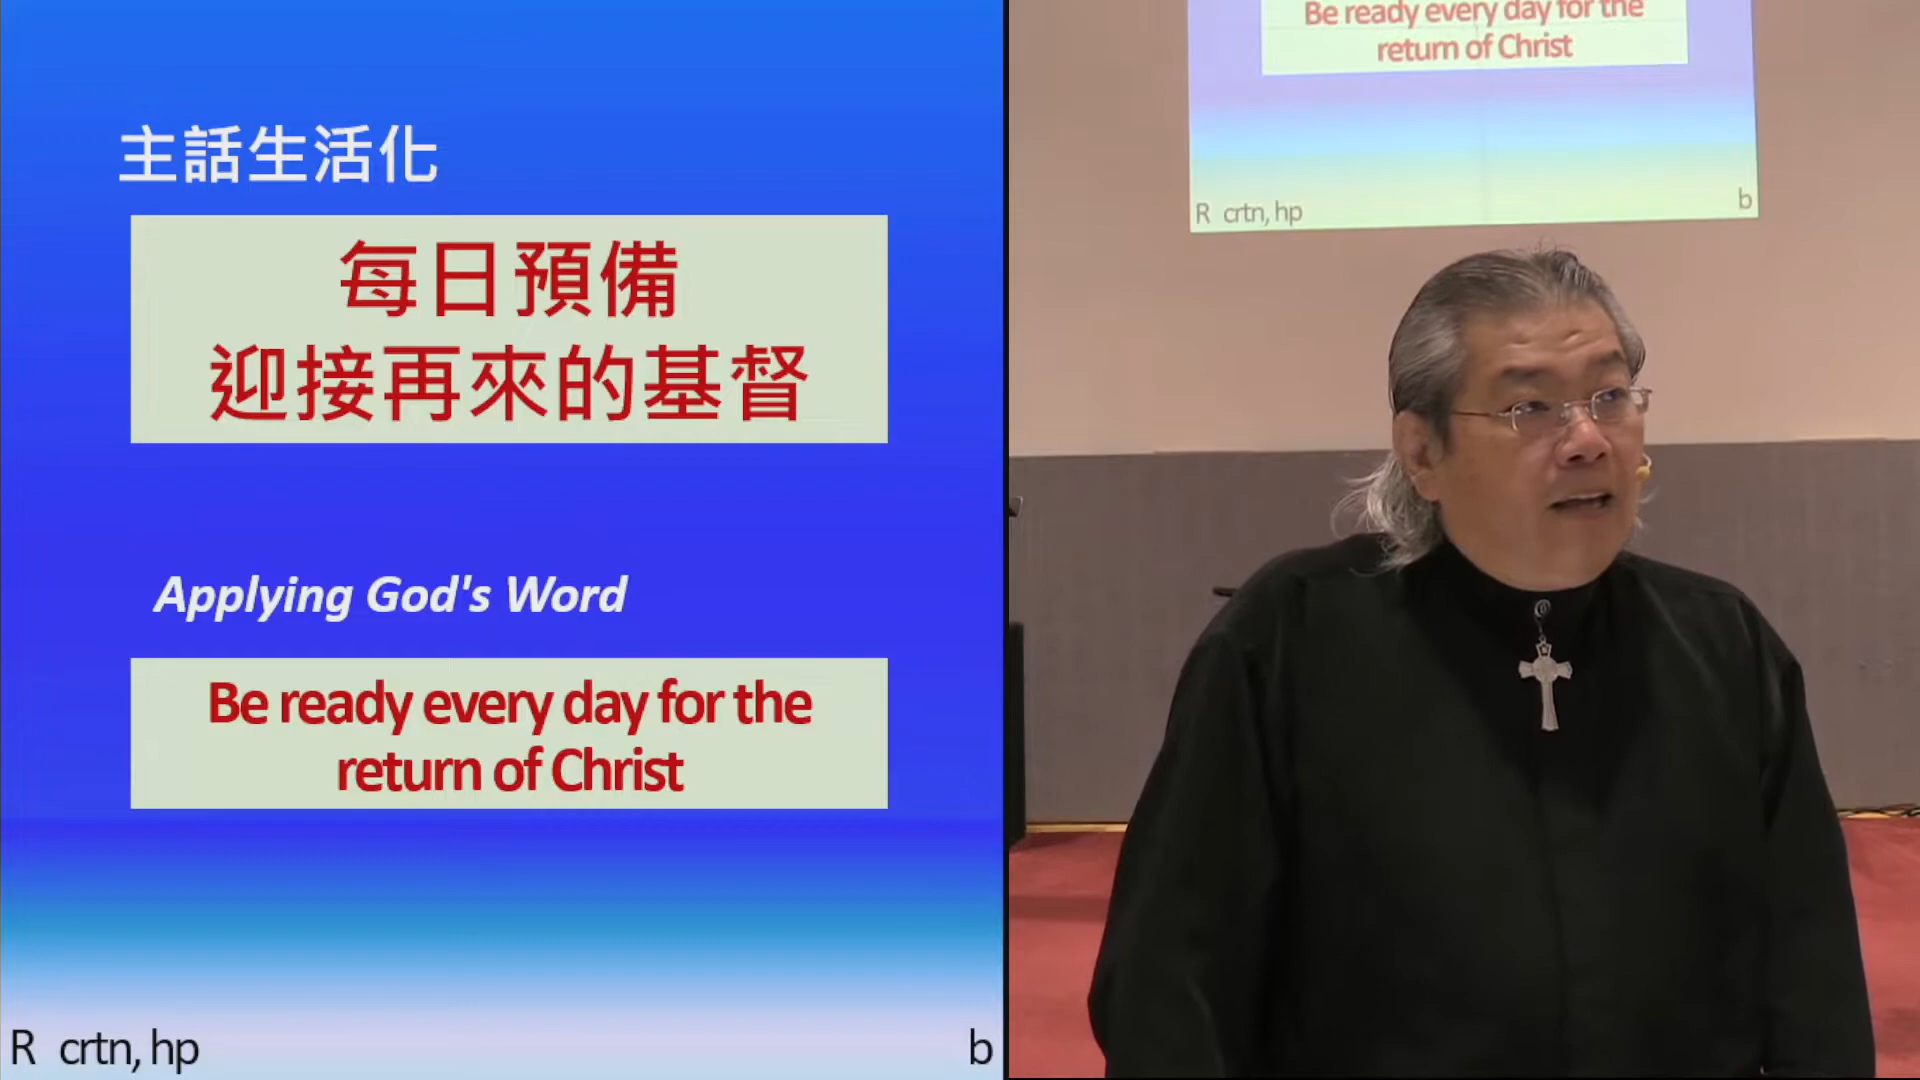 主話生活化
每日預備
迎接再來的基督
Applying God's Word
Be ready every day for the
return of Christ
R crtn, hp
b
Be ready every day for the
return of Christ
R crtn, hp
b